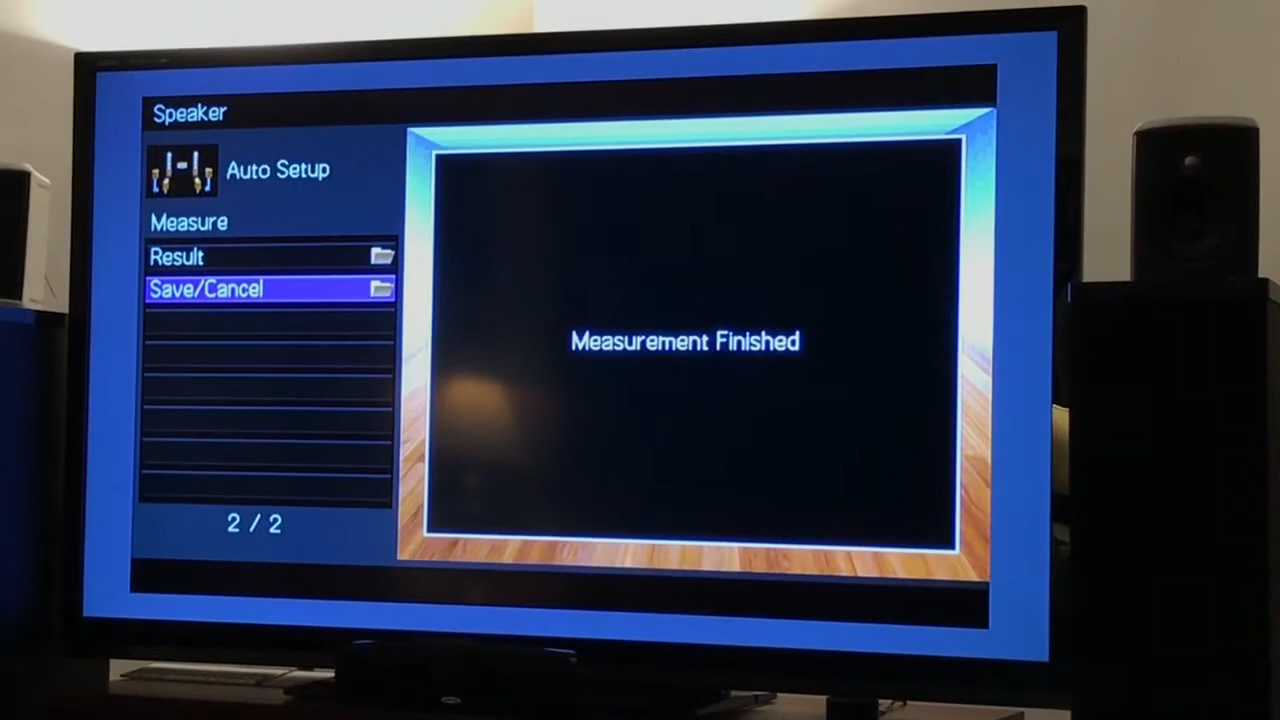 Speaker
Auto Setup
Measure
Result
Save/Cancel
2 / 2
Measurement Finished